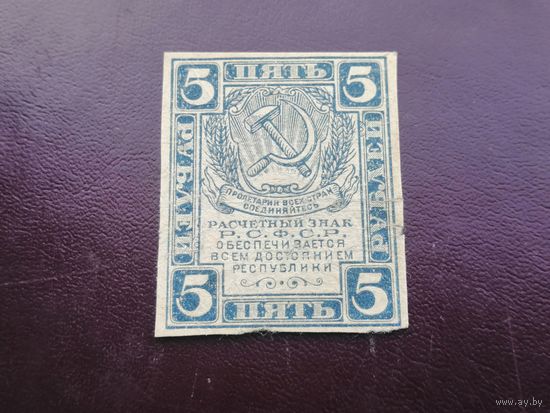 5 ПЯТЬ 5
РУБЛЕЙ
РУБЛЕЙ
ПРОЛЕТАРИИ ВСЕХ СТРАН
СОЕДИНЯЙТЕСЬ
РАСЧЕТНЫЙ ЗНАК
Р.С.Ф.С.Р.
ОБЕСПЕЧИВАЕТСЯ
ВСЕМ ДОСТОЯНИЕМ
РЕСПУБЛИКИ
5 ПЯТЬ 5
www.ay.by